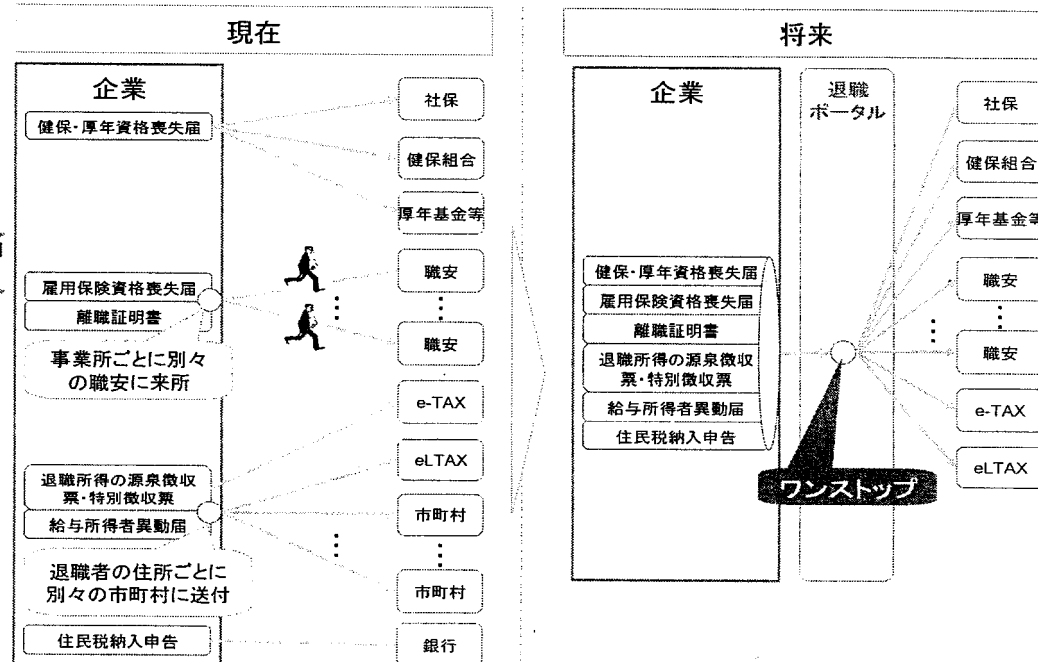 現在
企業
健保・厚年資格喪失届
雇用保険資格喪失届
離職証明書
事業所ごとに別々
の職安に来所
退職所得の源泉徴収
票・特別徴収票
給与所得者異動届
退職者の住所ごとに
別々の市町村に送付
住民税納入申告
社保
健保組合
厚年基金等
職安
職安
e-TAX
eLTAX
市町村
市町村
銀行
将来
企業
健保・厚年資格喪失届
雇用保険資格喪失届
離職証明書
退職所得の源泉徴収
票・特別徴収票
給与所得者異動届
住民税納入申告
退職
ポータル
ワンストップ
社保
健保組合
厚年基金等
職安
職安
e-TAX
eLTAX